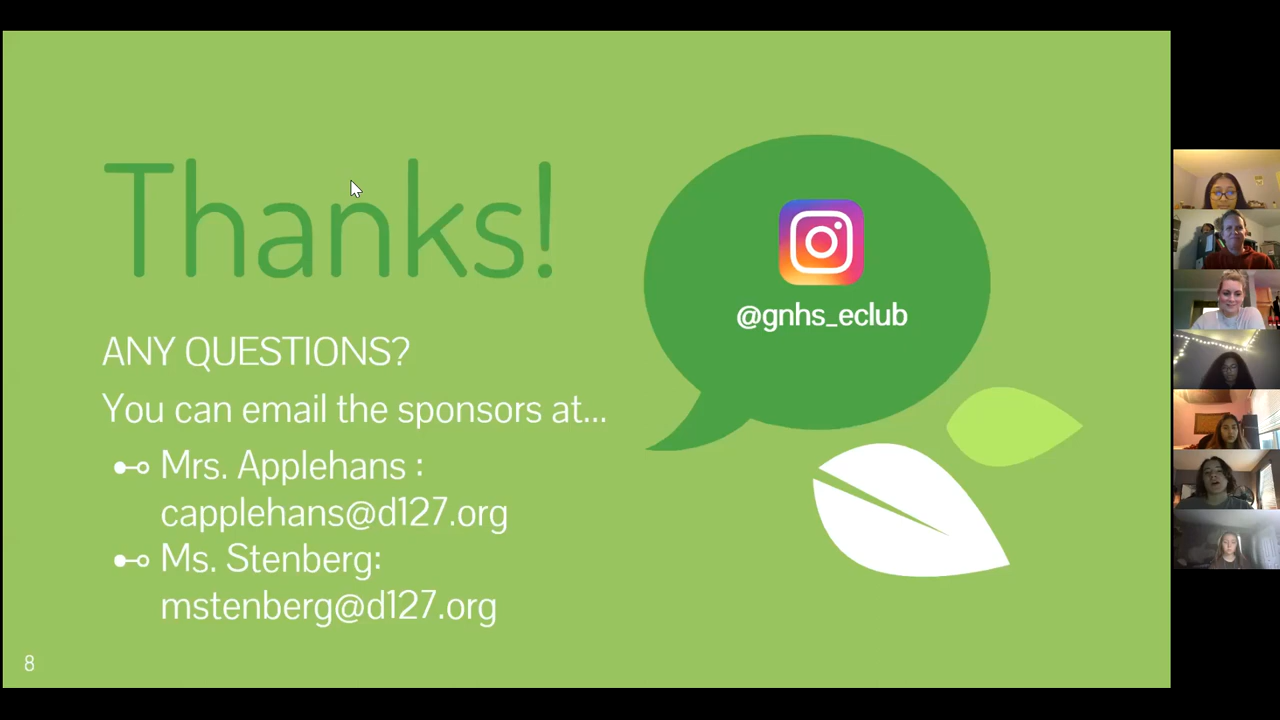 Thanks!
@gnhs_eclub
ANY QUESTIONS?
You can email the sponsors at...
Mrs. Applehans :
capplehans@d127.org
Ms. Stenberg:
mstenberg@d127.org
8